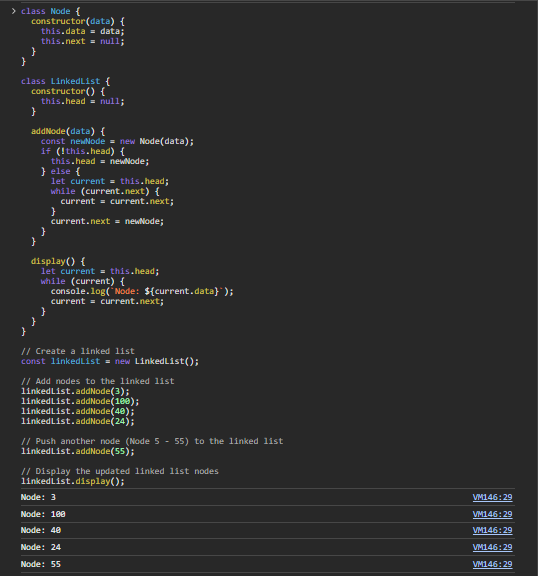 > class Node {
constructor(data) {
this.data = data;
this.next = null;
}
}
class LinkedList {
constructor() {
this.head = null;
}
addNode(data) {
const newNode = new Node(data);
if (!this.head) {
this.head = newNode;
} else {
let current = this.head;
while (current.next) {
current = current.next;
}
current.next = newNode;
}
}
display() {
let current = this.head;
while (current) {
console.log(`Node: ${current.data}`);
current = current.next;
}
}
}
// Create a linked list
const linkedList = new LinkedList();
// Add nodes to the linked list
linkedList.addNode(3);
linkedList.addNode(100);
linkedList.addNode(40);
linkedList.addNode(24);
// Push another node (Node 5 - 55) to the linked list
linkedList.addNode(55);
// Display the updated linked list nodes
linkedList.display();
Node: 3 VM146:29
Node: 100 VM146:29
Node: 40 VM146:29
Node: 24 VM146:29
Node: 55 VM146:29